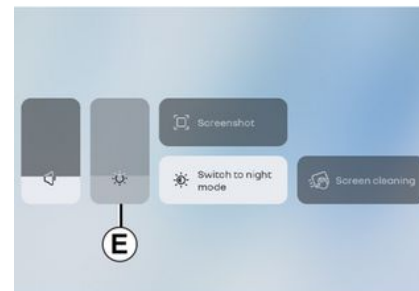 Screenshot
Switch to night
mode
Screen cleaning
E